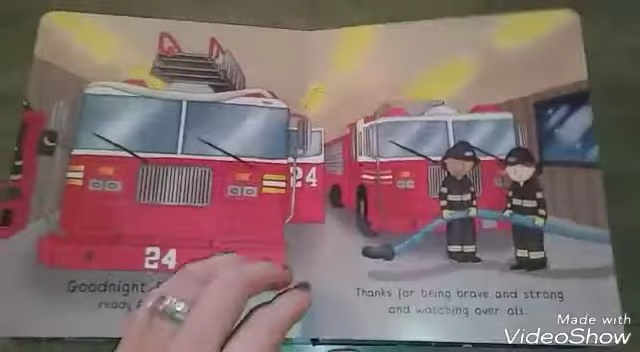 24
24
Goodnight
ready
Thanks for being brave and strong
and watching over all.
Made with
VideoShow